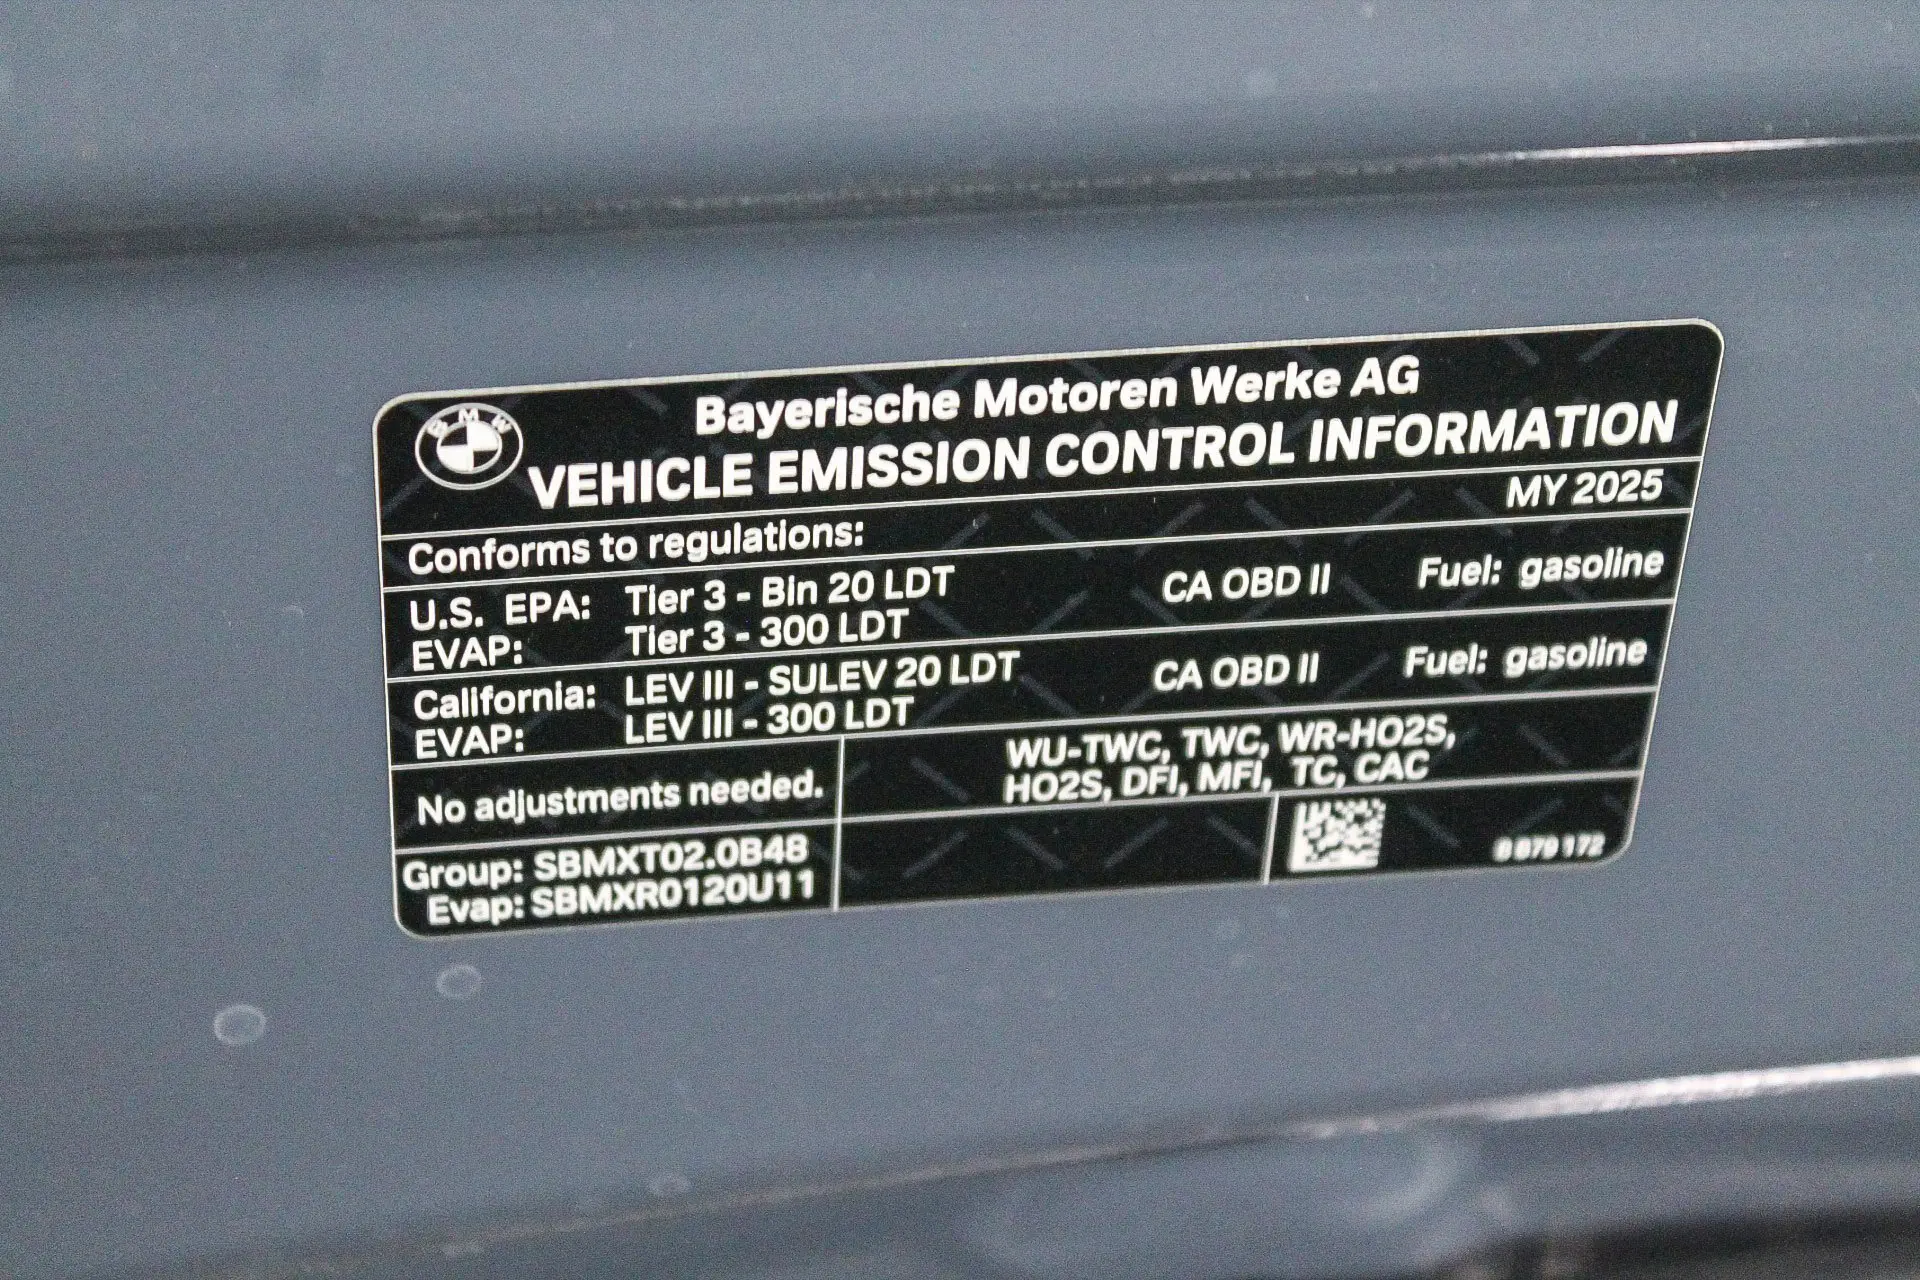 BMW
Bayerische Motoren Werke AG
VEHICLE EMISSION CONTROL INFORMATION
MY 2025
Conforms to regulations:
U.S. EPA: Tier 3 - Bin 20 LDT CA OBD II Fuel: gasoline
EVAP: Tier 3 - 300 LDT
California: LEV III - SULEV 20 LDT CA OBD II Fuel: gasoline
EVAP: LEV III - 300 LDT
No adjustments needed.
WU-TWC, TWC, WR-HO2S,
HO2S, DFI, MFI, TC, CAC
Group: SBMXT02.0B48
Evap: SBMXR0120U11